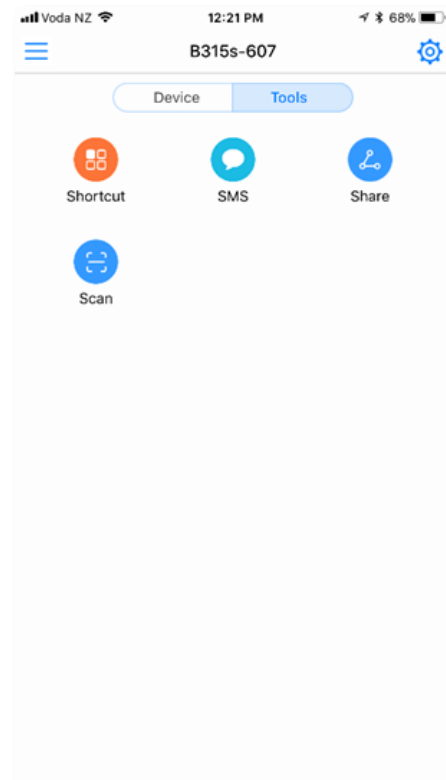 Voda NZ 12:21 PM 68%
B315s-607
Device Tools
Shortcut SMS Share
Scan